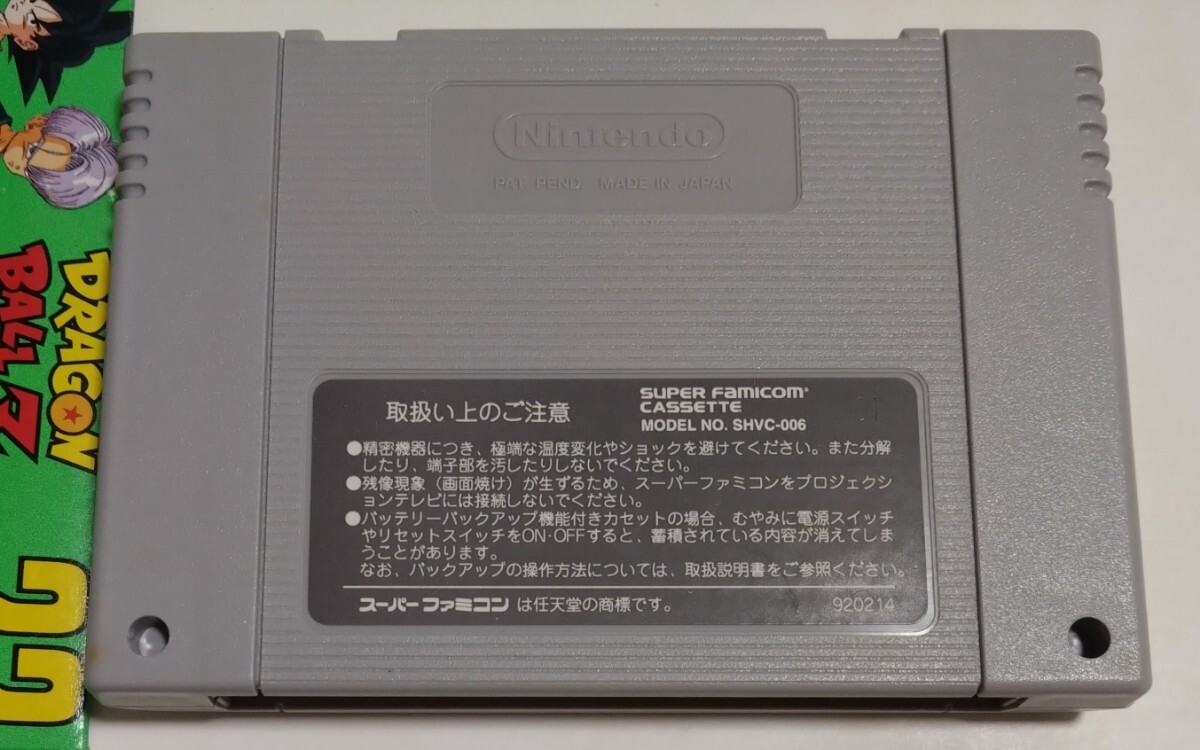 Nintendo
PAT. PEND. MADE IN JAPAN
取扱い上のご注意
SUPER FAMICOM
CASSETTE
MODEL NO. SHVC-006
●精密機器につき、極端な温度変化やショックを避けてください。また分解
したり、端子部を汚したりしないでください。
●残像現象（画面焼け）が生ずるため、スーパーファミコンをプロジェクシ
ョンテレビには接続しないでください。
●バッテリーバックアップ機能付きカセットの場合、むやみに電源スイッチ
やリセットスイッチをON·OFFすると、蓄積されている内容が消えてしま
うことがあります。
なお、バックアップの操作方法については、取扱説明書をご参照ください。
スーパーファミコン は任天堂の商標です。
920214
DRAGON
BALL Z